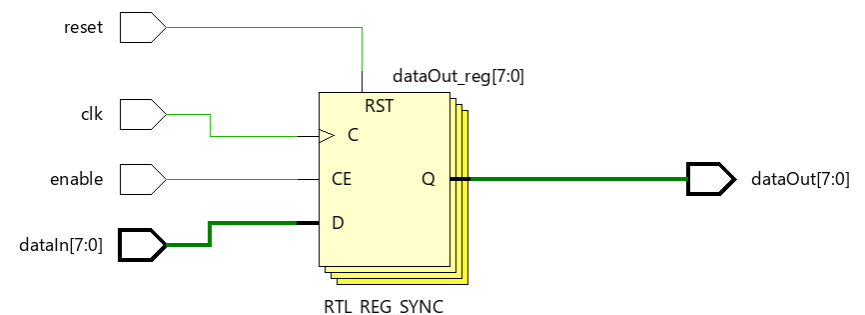 reset
dataOut_reg[7:0]
RST
clk
C
enable
CE
Q
dataOut[7:0]
D
dataIn[7:0]
RTL_REG_SYNC